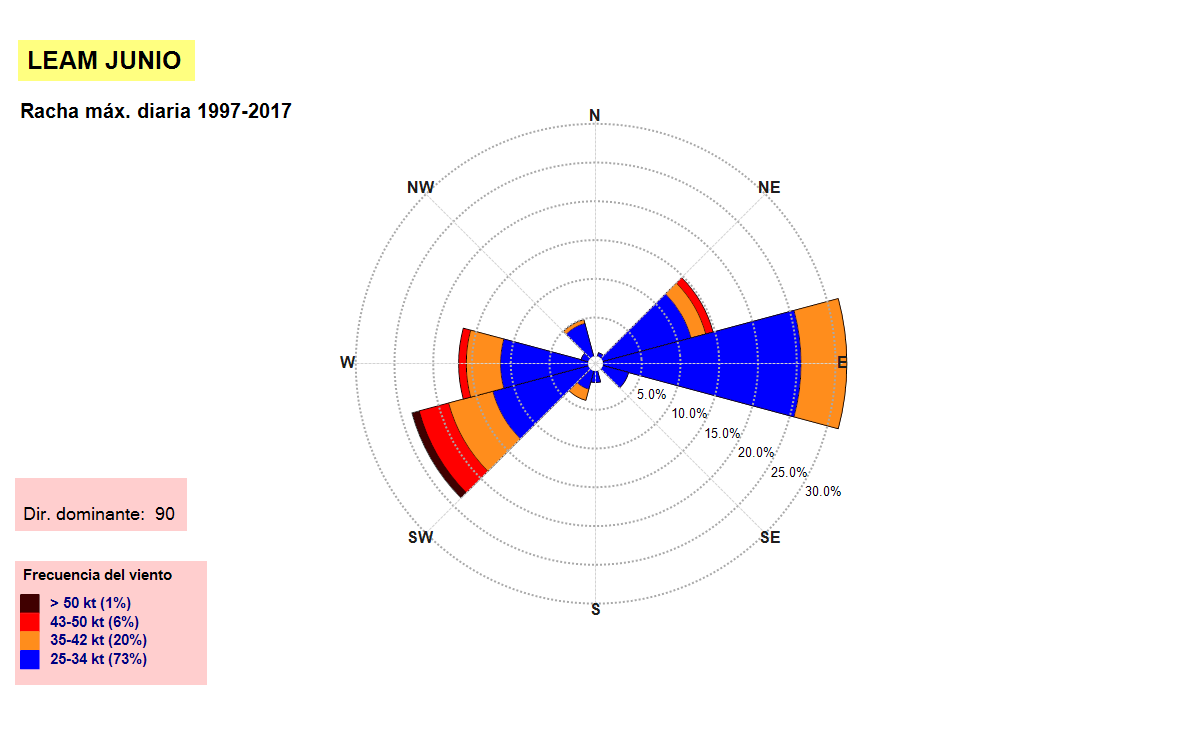 LEAM JUNIO
Racha máx. diaria 1997-2017
N
NW
NE
W
E
5.0%
10.0%
15.0%
20.0%
25.0%
30.0%
SW
SE
S
Dir. dominante: 90
Frecuencia del viento
> 50 kt (1%)
43-50 kt (6%)
35-42 kt (20%)
25-34 kt (73%)